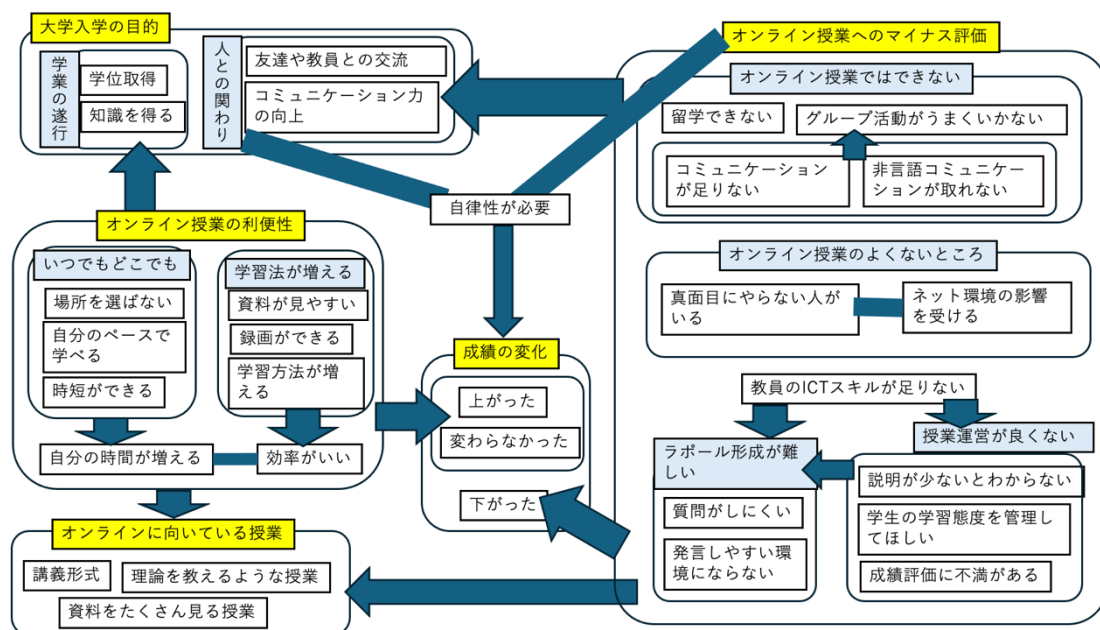 大学入学の目的
学業の遂行
学位取得
知識を得る
人との関わり
友達や教員との交流
コミュニケーション力
の向上
オンライン授業へのマイナス評価
オンライン授業ではできない
留学できない
グループ活動がうまくいかない
コミュニケーション
が足りない
非言語コミュニケー
ションが取れない
自律性が必要
オンライン授業の利便性
いつでもどこでも
場所を選ばない
自分のペースで
学べる
時短ができる
学習法が増える
資料が見やすい
録画ができる
学習方法が増
える
自分の時間が増える
効率がいい
オンライン授業のよくないところ
真面目にやらない人が
いる
ネット環境の影響
を受ける
成績の変化
上がった
変わらなかった
下がった
教員のICTスキルが足りない
ラポール形成が難
しい
質問がしにくい
発言しやすい環
境にならない
授業運営が良くない
説明が少ないとわからない
学生の学習態度を管理し
てほしい
成績評価に不満がある
オンラインに向いている授業
講義形式
理論を教えるような授業
資料をたくさん見る授業